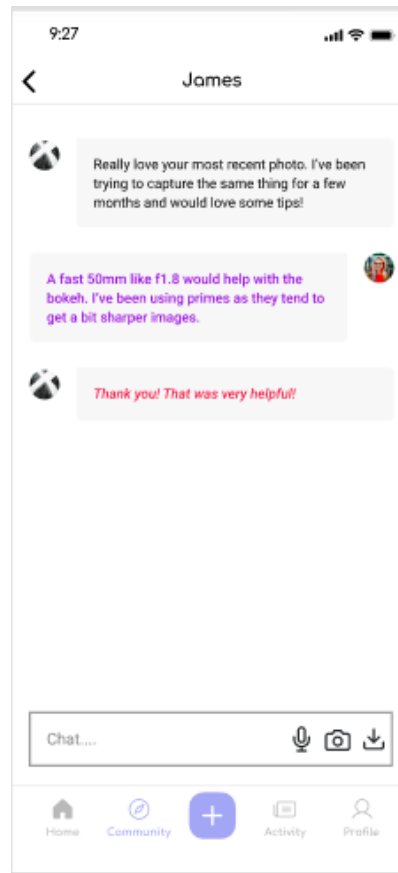 9:27
James
Really love your most recent photo. I've been
trying to capture the same thing for a few
months and would love some tips!
A fast 50mm like f1.8 would help with the
bokeh. I've been using primes as they tend to
get a bit sharper images.
Thank you! That was very helpful!
Chat....
Home Community Activity Profile